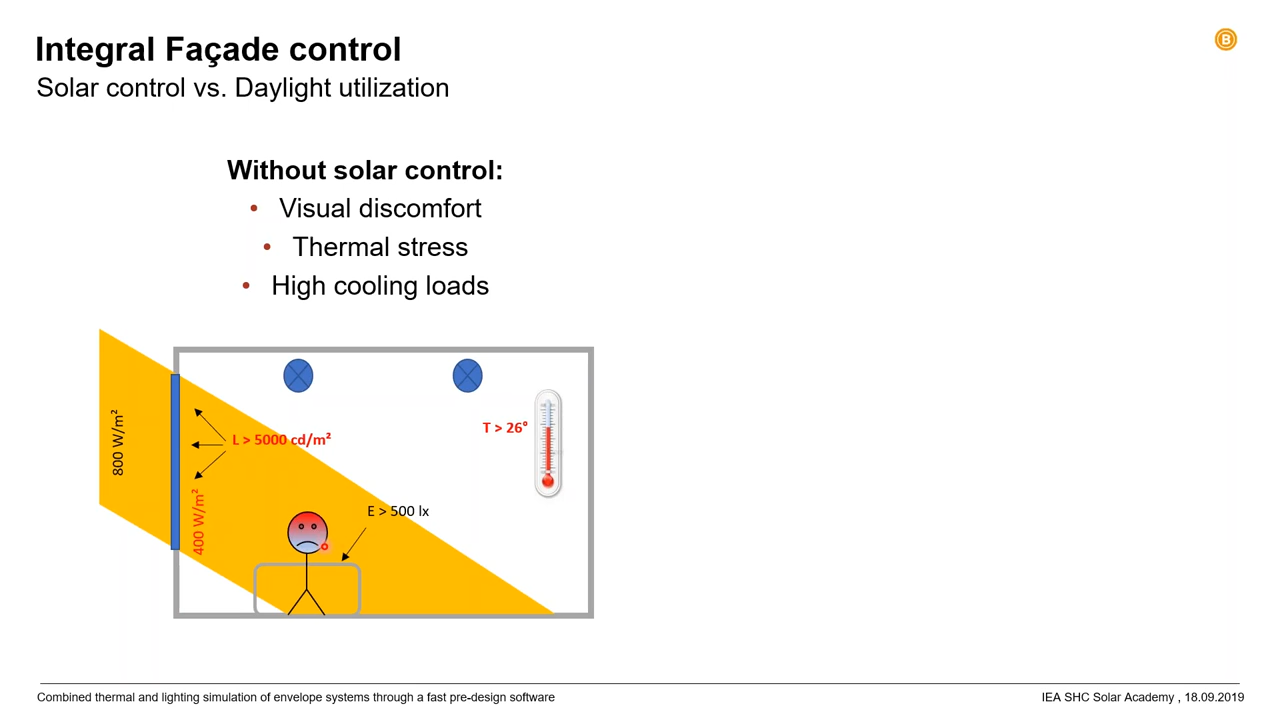 Integral Façade control
B
Solar control vs. Daylight utilization
Without solar control:
• Visual discomfort
• Thermal stress
• High cooling loads
800 W/m²
L > 5000 cd/m²
400 W/m²
T > 26°
E > 500 lx
Combined thermal and lighting simulation of envelope systems through a fast pre-design software
IEA SHC Solar Academy , 18.09.2019